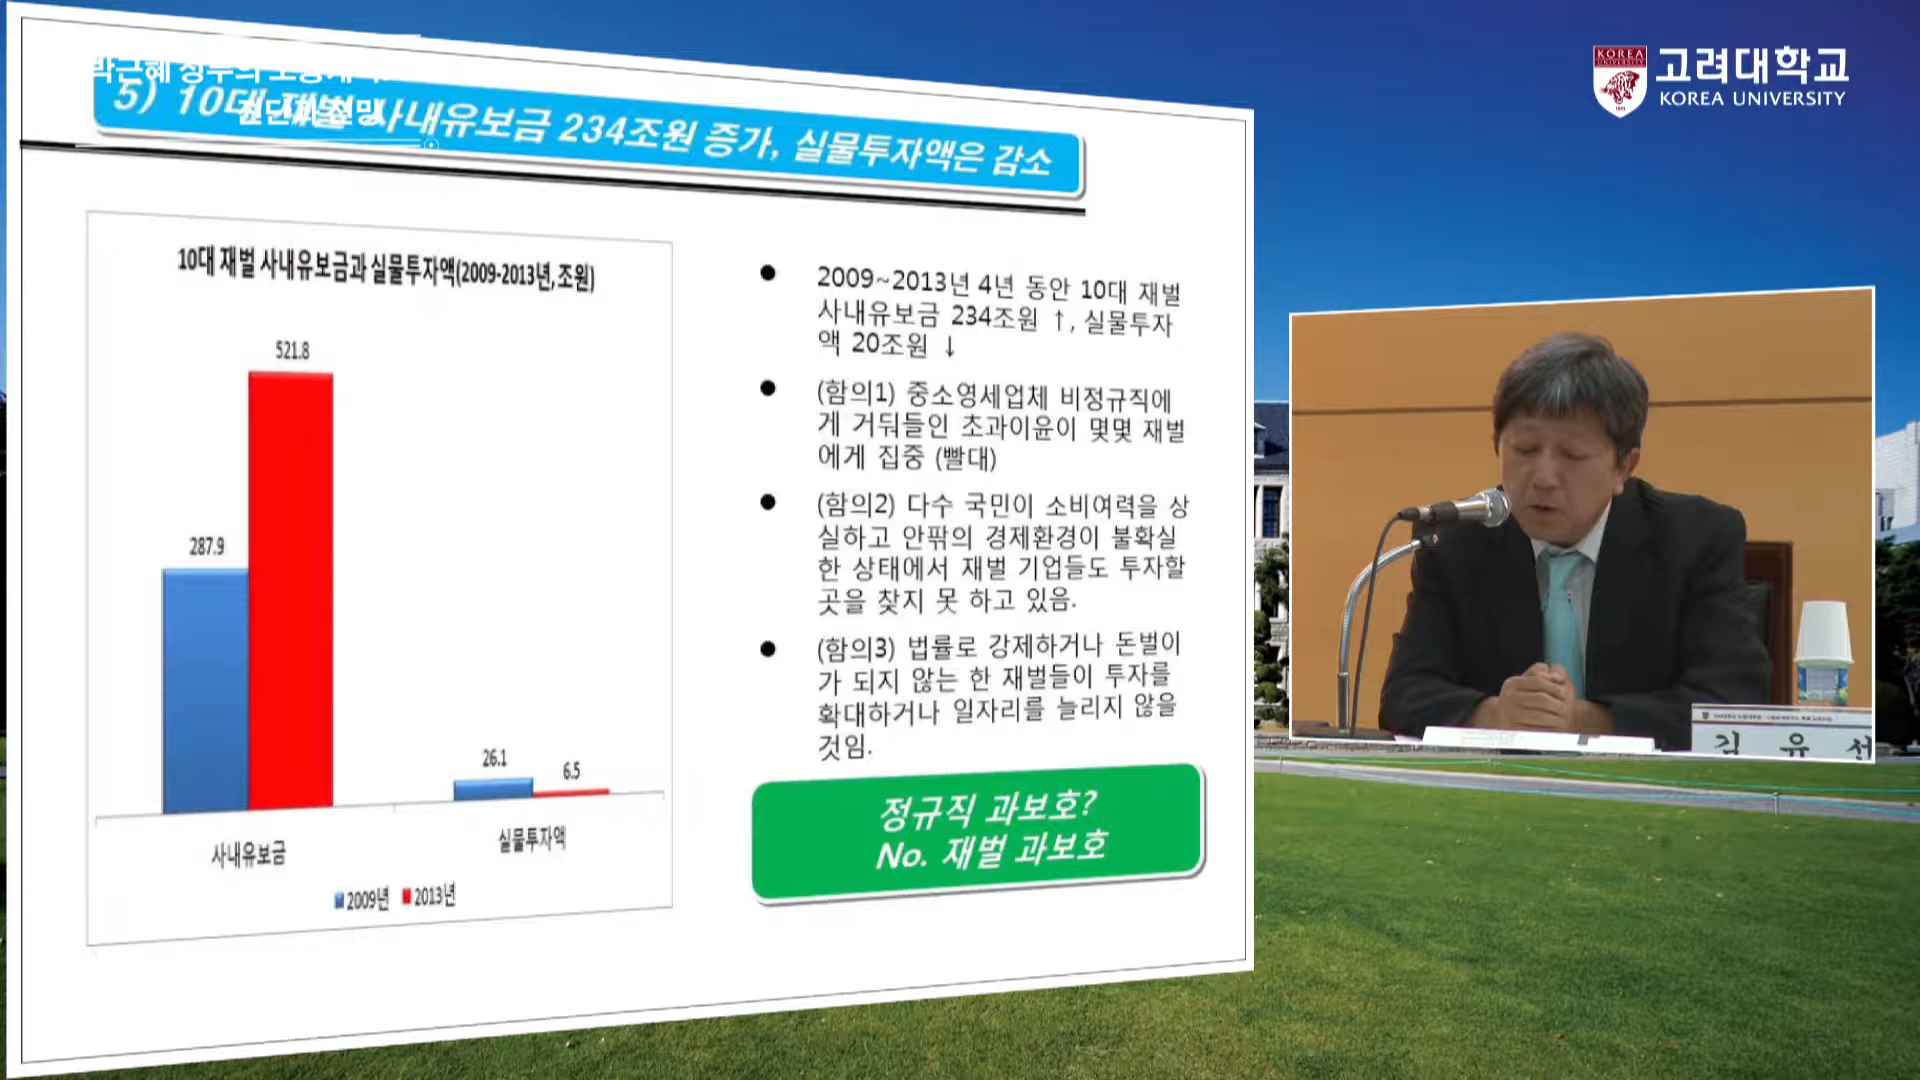 5) 10대 재벌 사내유보금 234조원 증가, 실물투자액은 감소
10대 재벌 사내유보금과 실물투자액(2009-2013년, 조원)
521.8
287.9
26.1
6.5
사내유보금
실물투자액
2009년 2013년
2009~2013년 4년 동안 10대 재벌
사내유보금 234조원 ↑, 실물투자
액 20조원 ↓
(함의1) 중소영세업체 비정규직에
게 거둬들인 초과이윤이 몇몇 재벌
에게 집중 (빨대)
(함의2) 다수 국민이 소비여력을 상
실하고 안팎의 경제환경이 불확실
한 상태에서 재벌 기업들도 투자할
곳을 찾지 못 하고 있음.
(함의3) 법률로 강제하거나 돈벌이
가 되지 않는 한 재벌들이 투자를
확대하거나 일자리를 늘리지 않을
것임.
정규직 과보호?
No. 재벌 과보호
KOREA
UNIVERSITY
고려대학교
KOREA UNIVERSITY
김 유 선